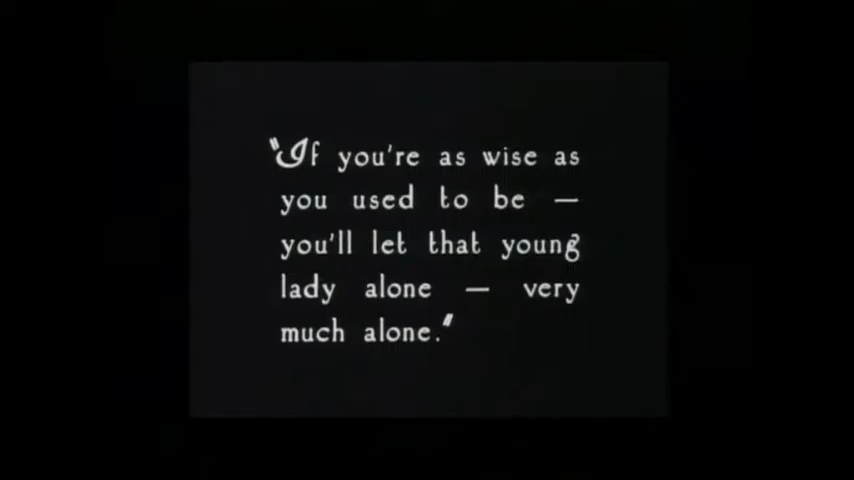 "If you're as wise as
you used to be —
you'll let that young
lady alone — very
much alone."